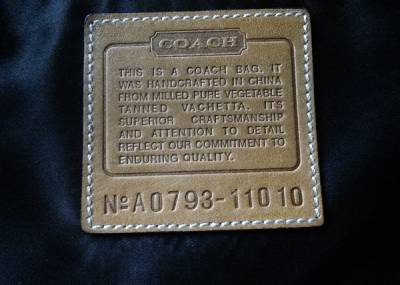 COACH
THIS IS A COACH BAG. IT
WAS HANDCRAFTED IN CHINA
FROM MILLED PURE VEGETABLE
TANNED VACHETTA. ITS
SUPERIOR CRAFTSMANSHIP
AND ATTENTION TO DETAIL
REFLECT OUR COMMITMENT TO
ENDURING QUALITY.
№A0793-11010